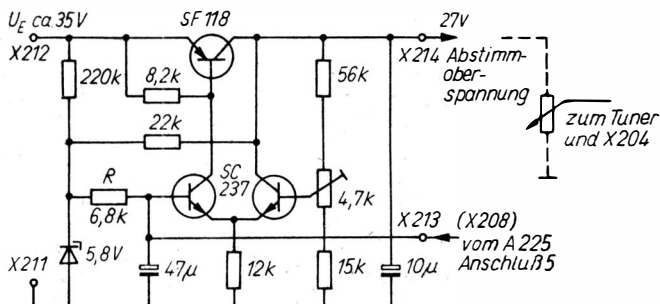 U_E ca. 35V
X212
SF 118
27V
X214
Abstimm-
ober-
spannung
220k
8,2k
56k
zum Tuner
und X204
22k
SC
237
R
6,8k
4,7k
X213
(X208)
vom A 225
Anschluß 5
X211
5,8V
47µ
12k
15k
10µ